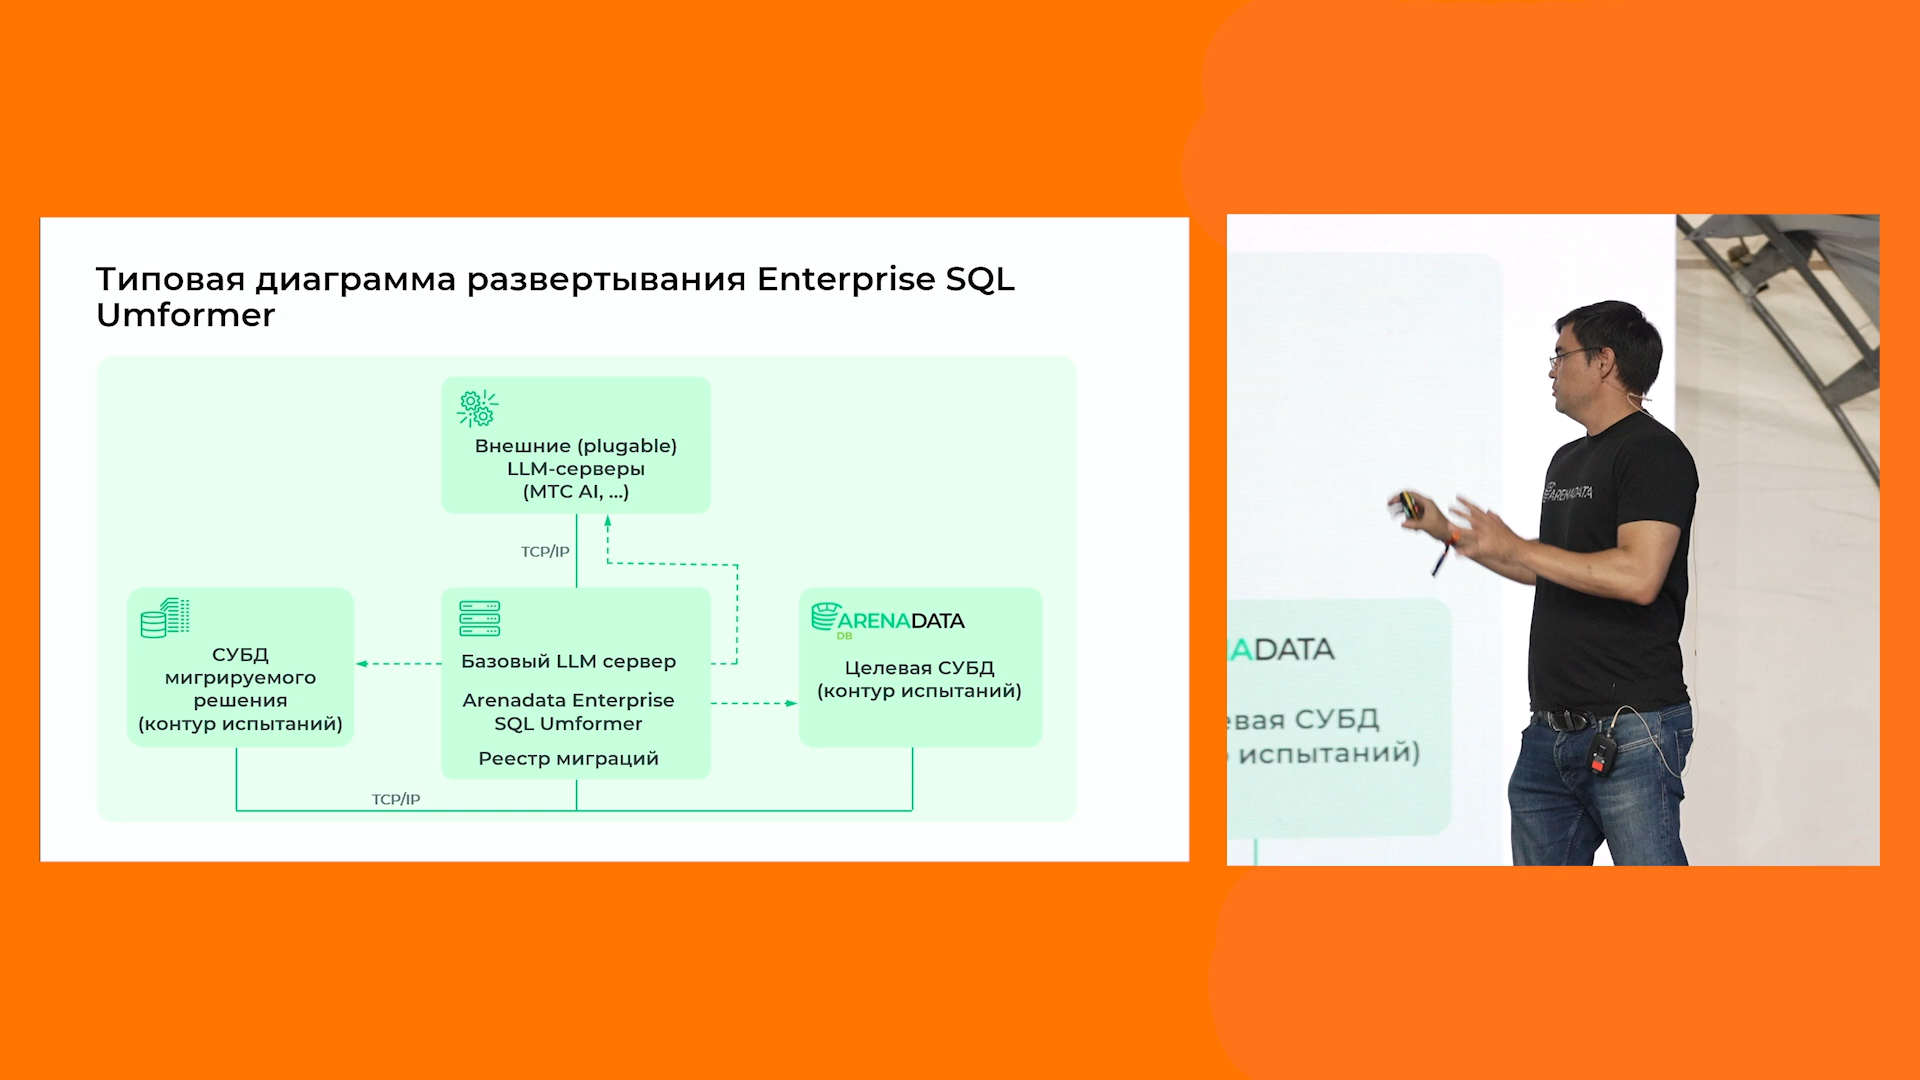 Типовая диаграмма развертывания Enterprise SQL
Umformer
Внешние (plugable)
LLM-серверы
(МТС AI, ...)
TCP/IP
СУБД
мигрируемого
решения
(контур испытаний)
Базовый LLM сервер
Arenadata Enterprise
SQL Umformer
Реестр миграций
ARENADATA
DB
Целевая СУБД
(контур испытаний)
TCP/IP
ARENADATA
ADATA
евая СУБД
испытаний)